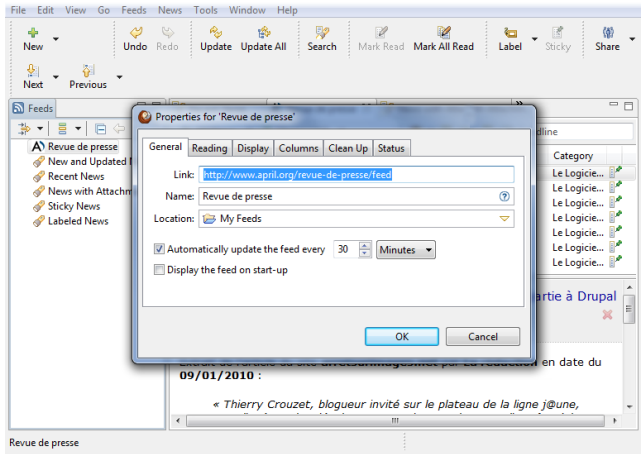 File Edit View Go Feeds News Tools Window Help
New Undo Redo Update Update All Search Mark Read Mark All Read Label Sticky Share
Next Previous
Feeds
Revue de presse
New and Updated
Recent News
News with Attachm
Sticky News
Labeled News
Properties for 'Revue de presse'
General Reading Display Columns Clean Up Status
Link: http://www.april.org/revue-de-presse/feed
Name: Revue de presse
Location: My Feeds
Automatically update the feed every 30 Minutes
Display the feed on start-up
OK Cancel
dline
Category
Le Logicie...
Le Logicie...
Le Logicie...
Le Logicie...
Le Logicie...
Le Logicie...
Le Logicie...
artie à Drupal
en date du
09/01/2010 :
« Thierry Crouzet, blogueur invité sur le plateau de la ligne j@une,
Revue de presse